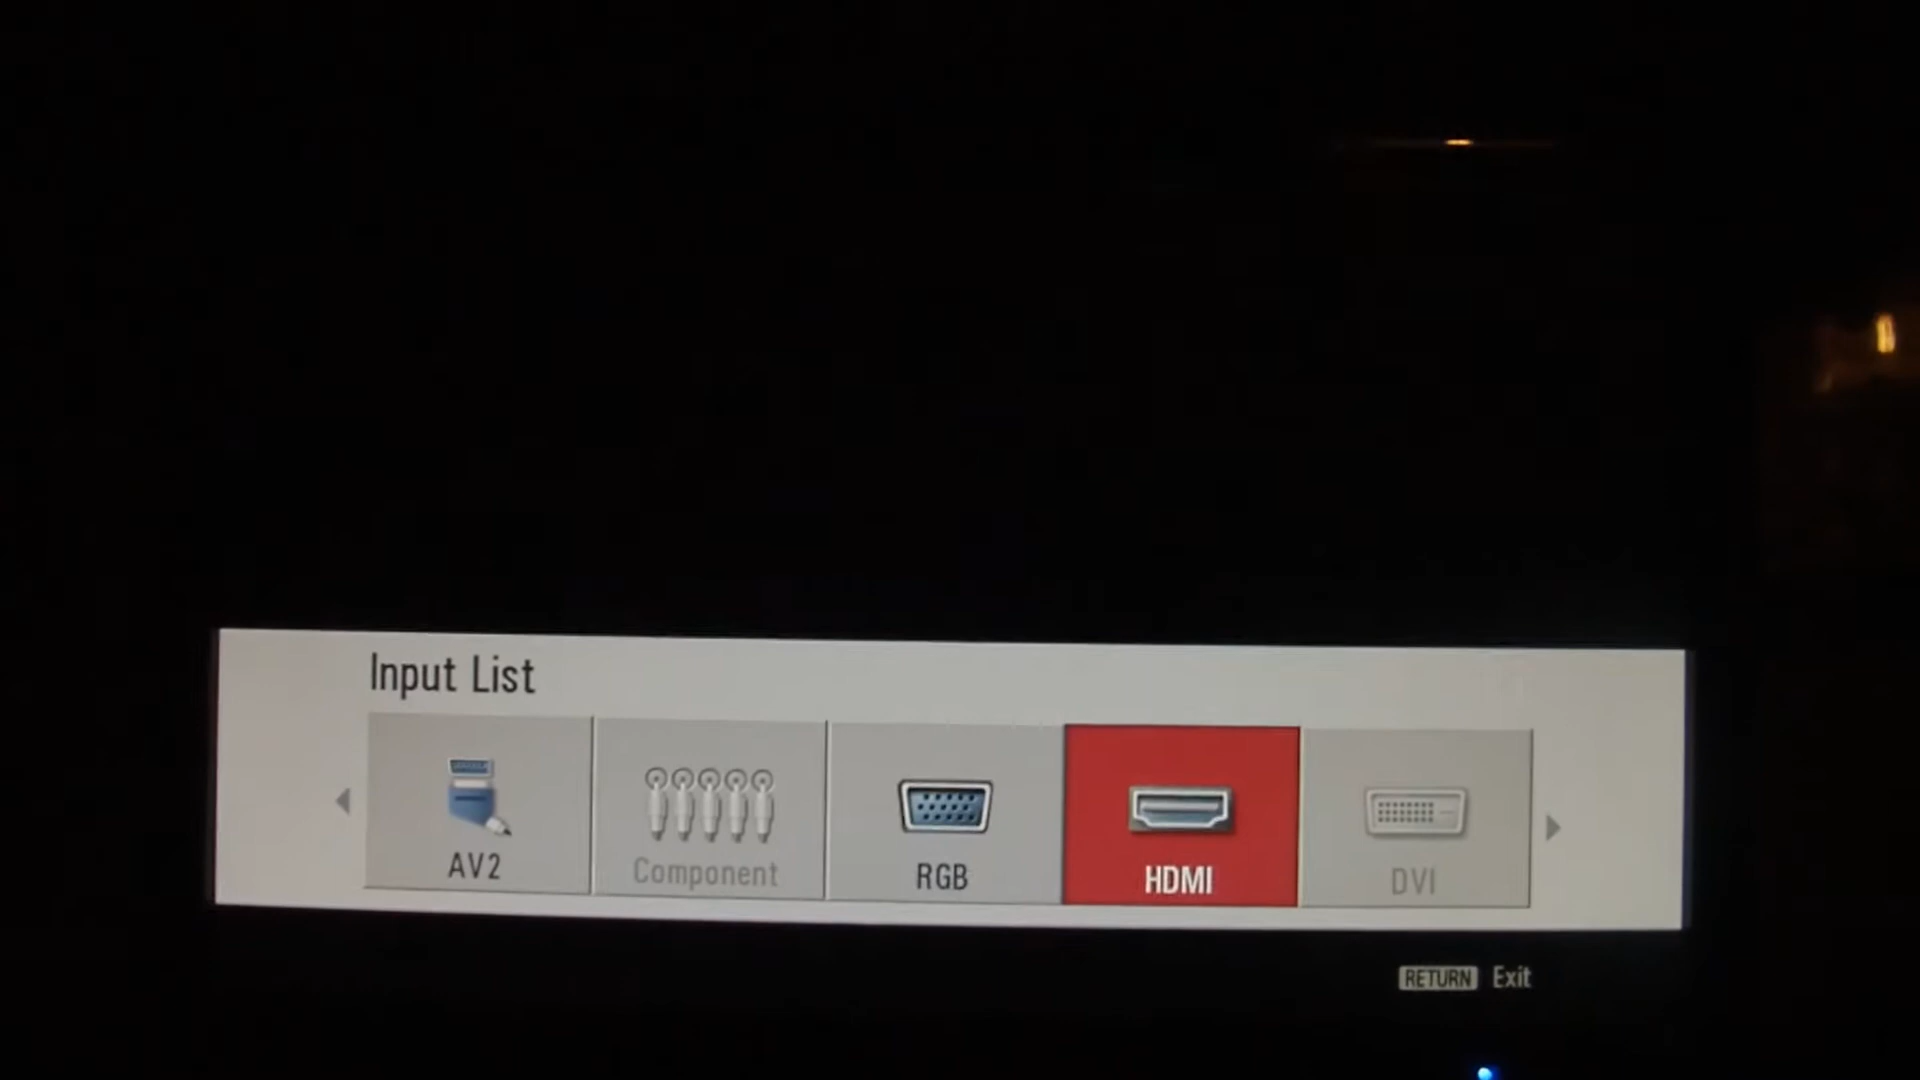 Input List
AV2
Component
RGB
HDMI
DVI
RETURN Exit